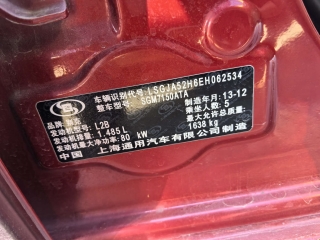 车辆识别代号 LSGJA52H6EH062534
整车型号 SGM7150ATA
品牌 别克 制造年月 13-12
发动机型号 L2B 乘坐人数 5
发动机排量 1.485 L 最大允许总质量
发动机最大净功率 80 kW 1638 kg
中国 上海通用汽车有限公司制造